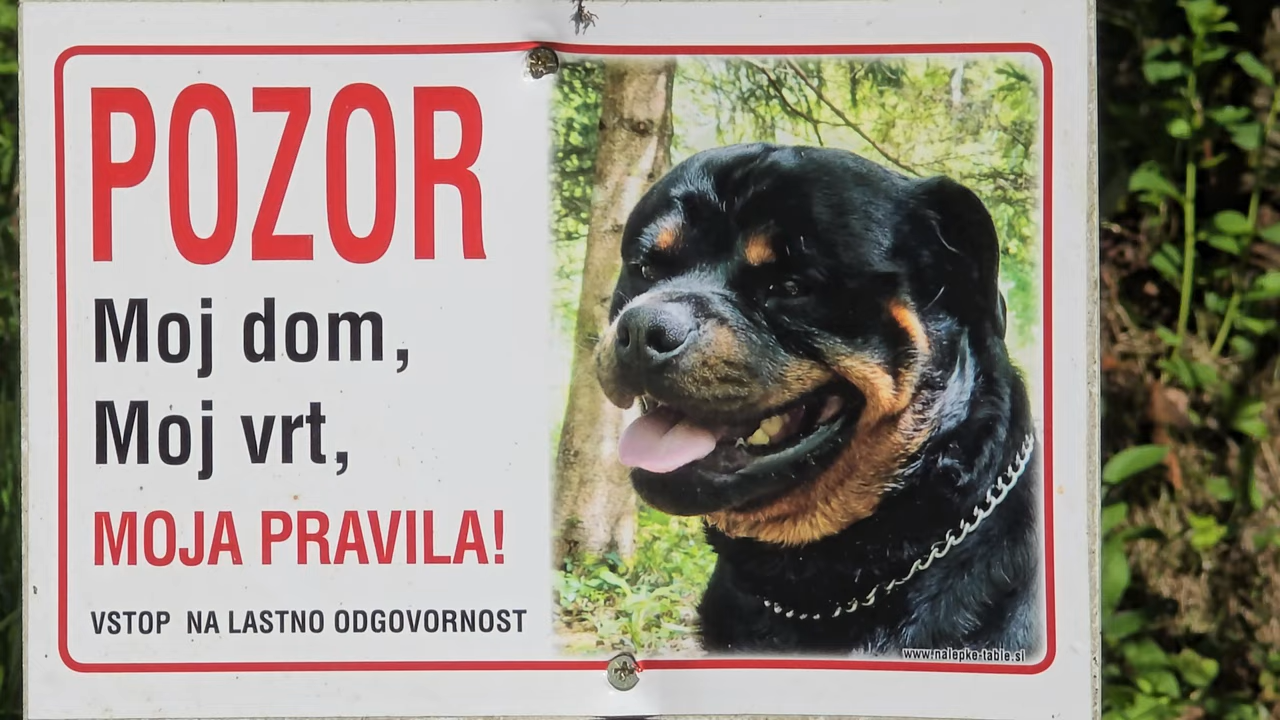 POZOR
Moj dom,
Moj vrt,
MOJA PRAVILA!
VSTOP NA LASTNO ODGOVORNOST
www.nalepke-table.si